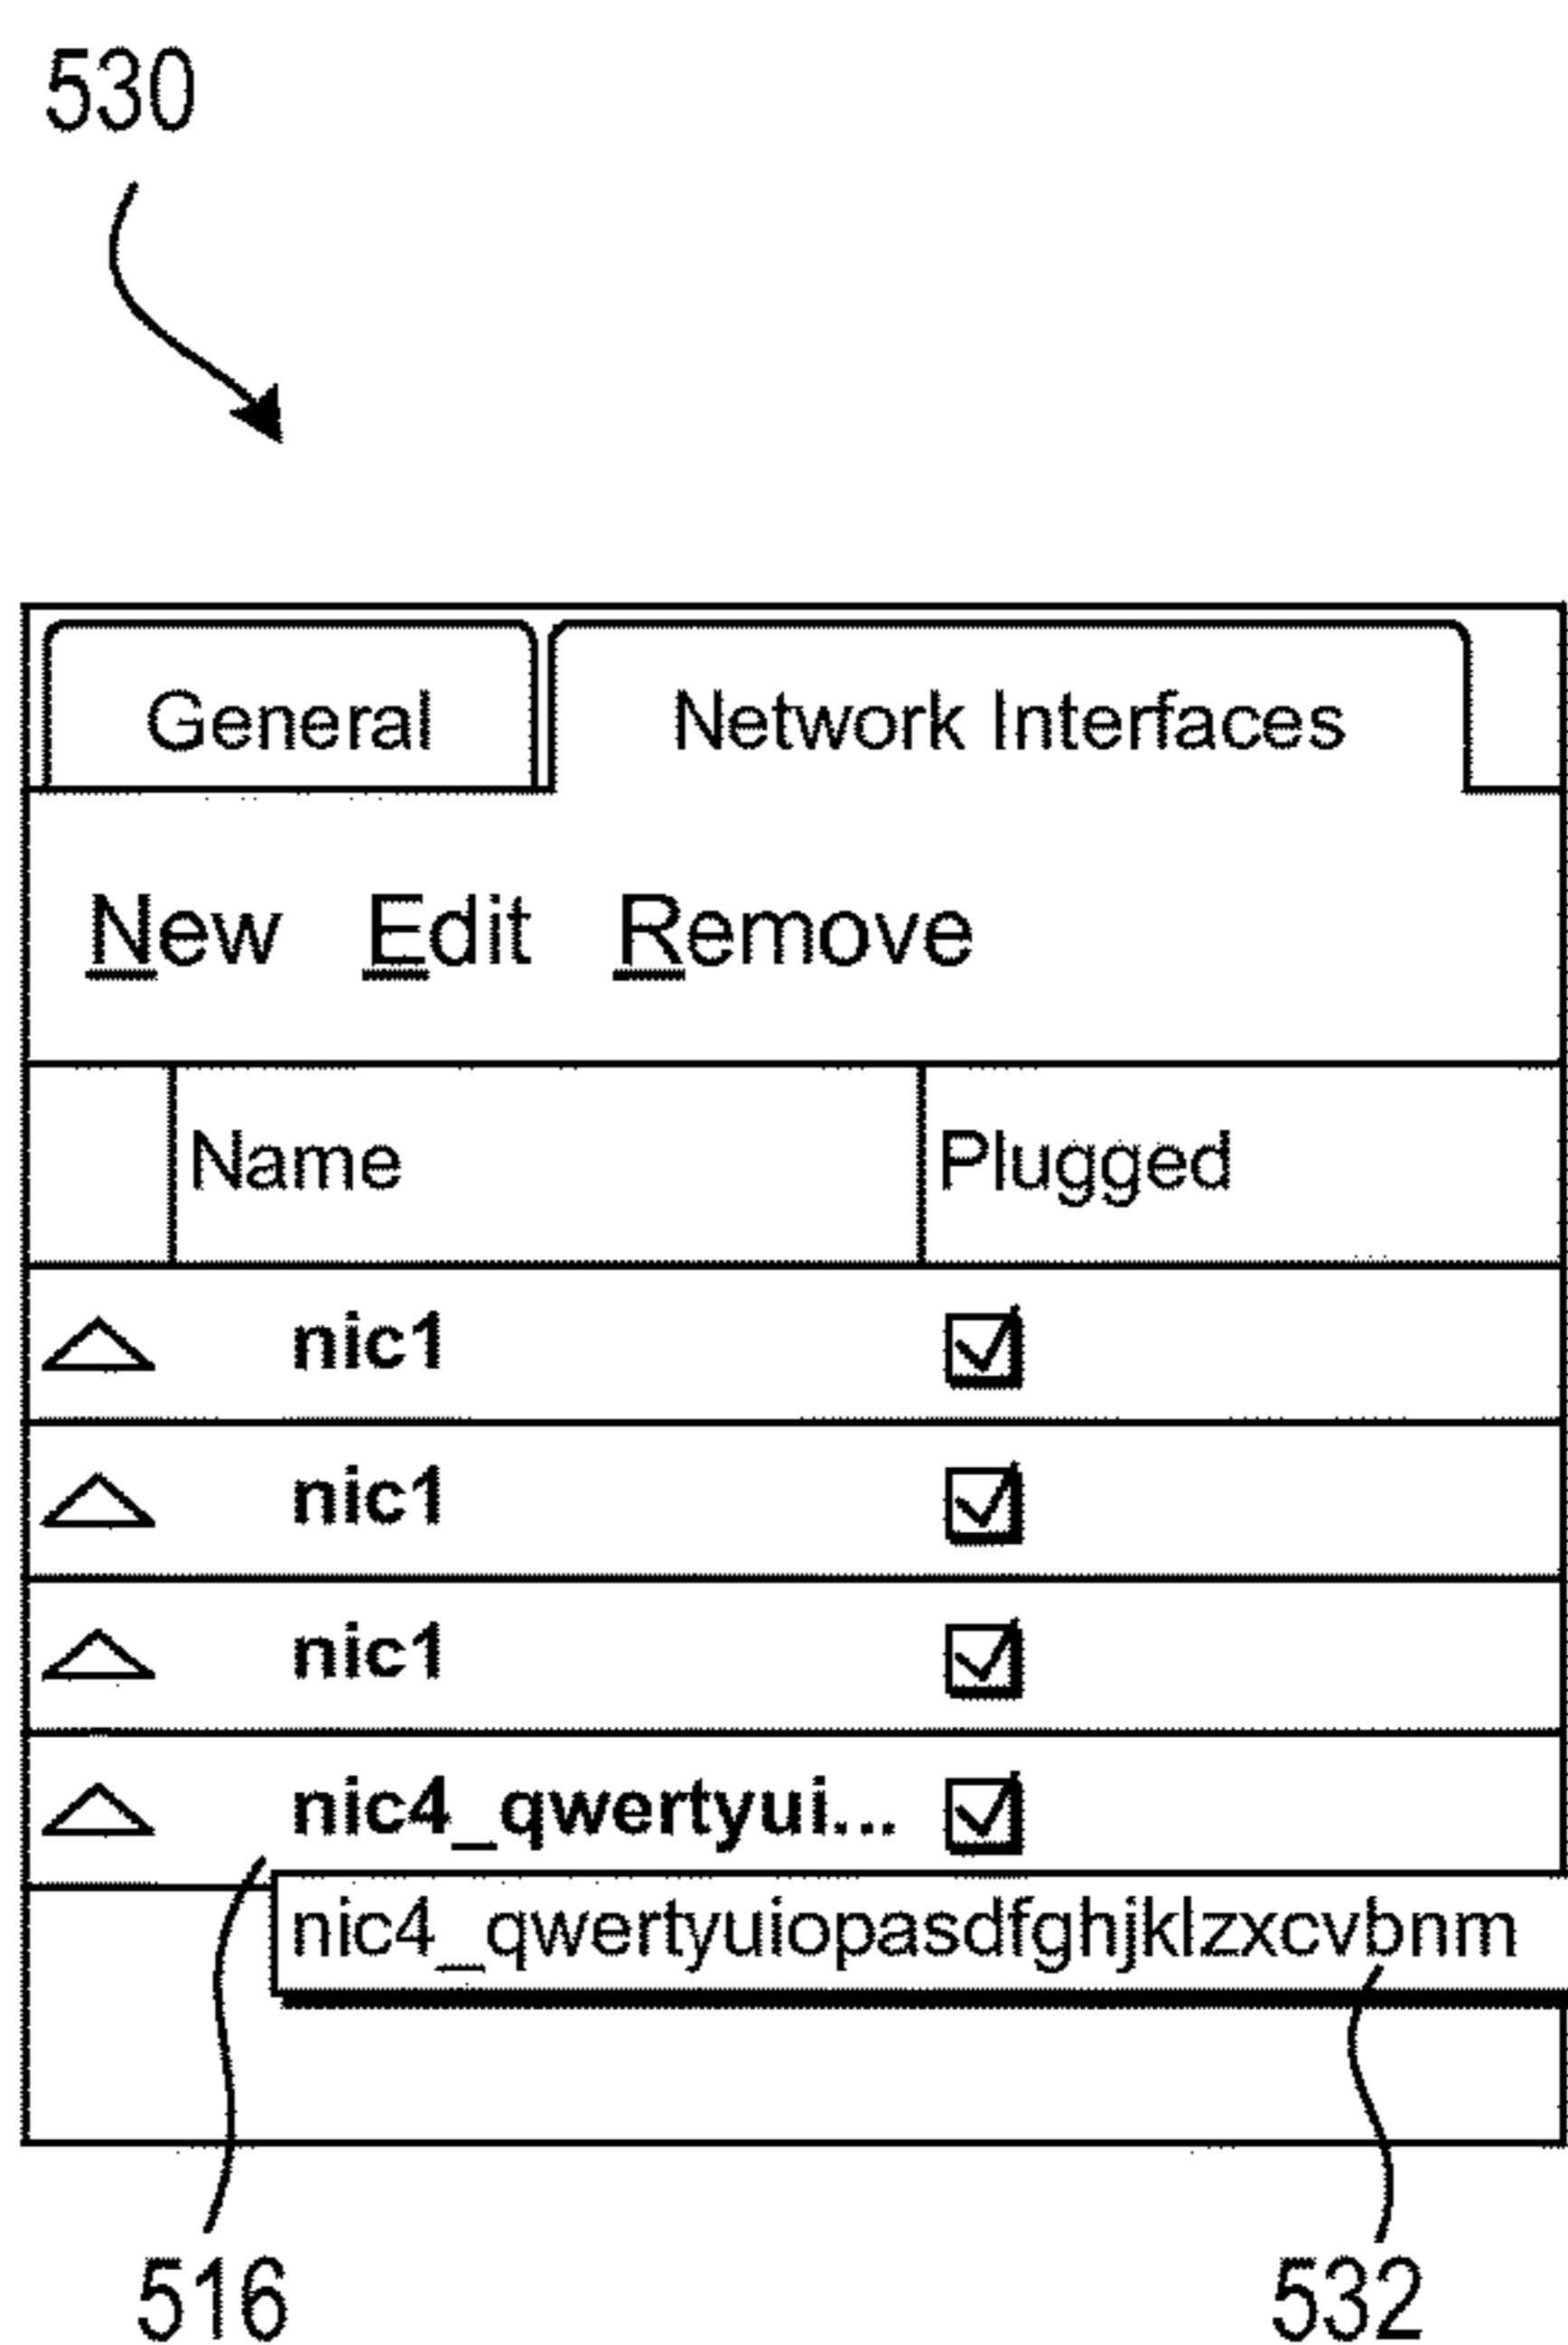 530
General Network Interfaces
New Edit Remove
Name Plugged
nic1
nic1
nic1
nic4_qwertyui...
nic4_qwertyuiopasdfghjklzxcvbnm
516 532